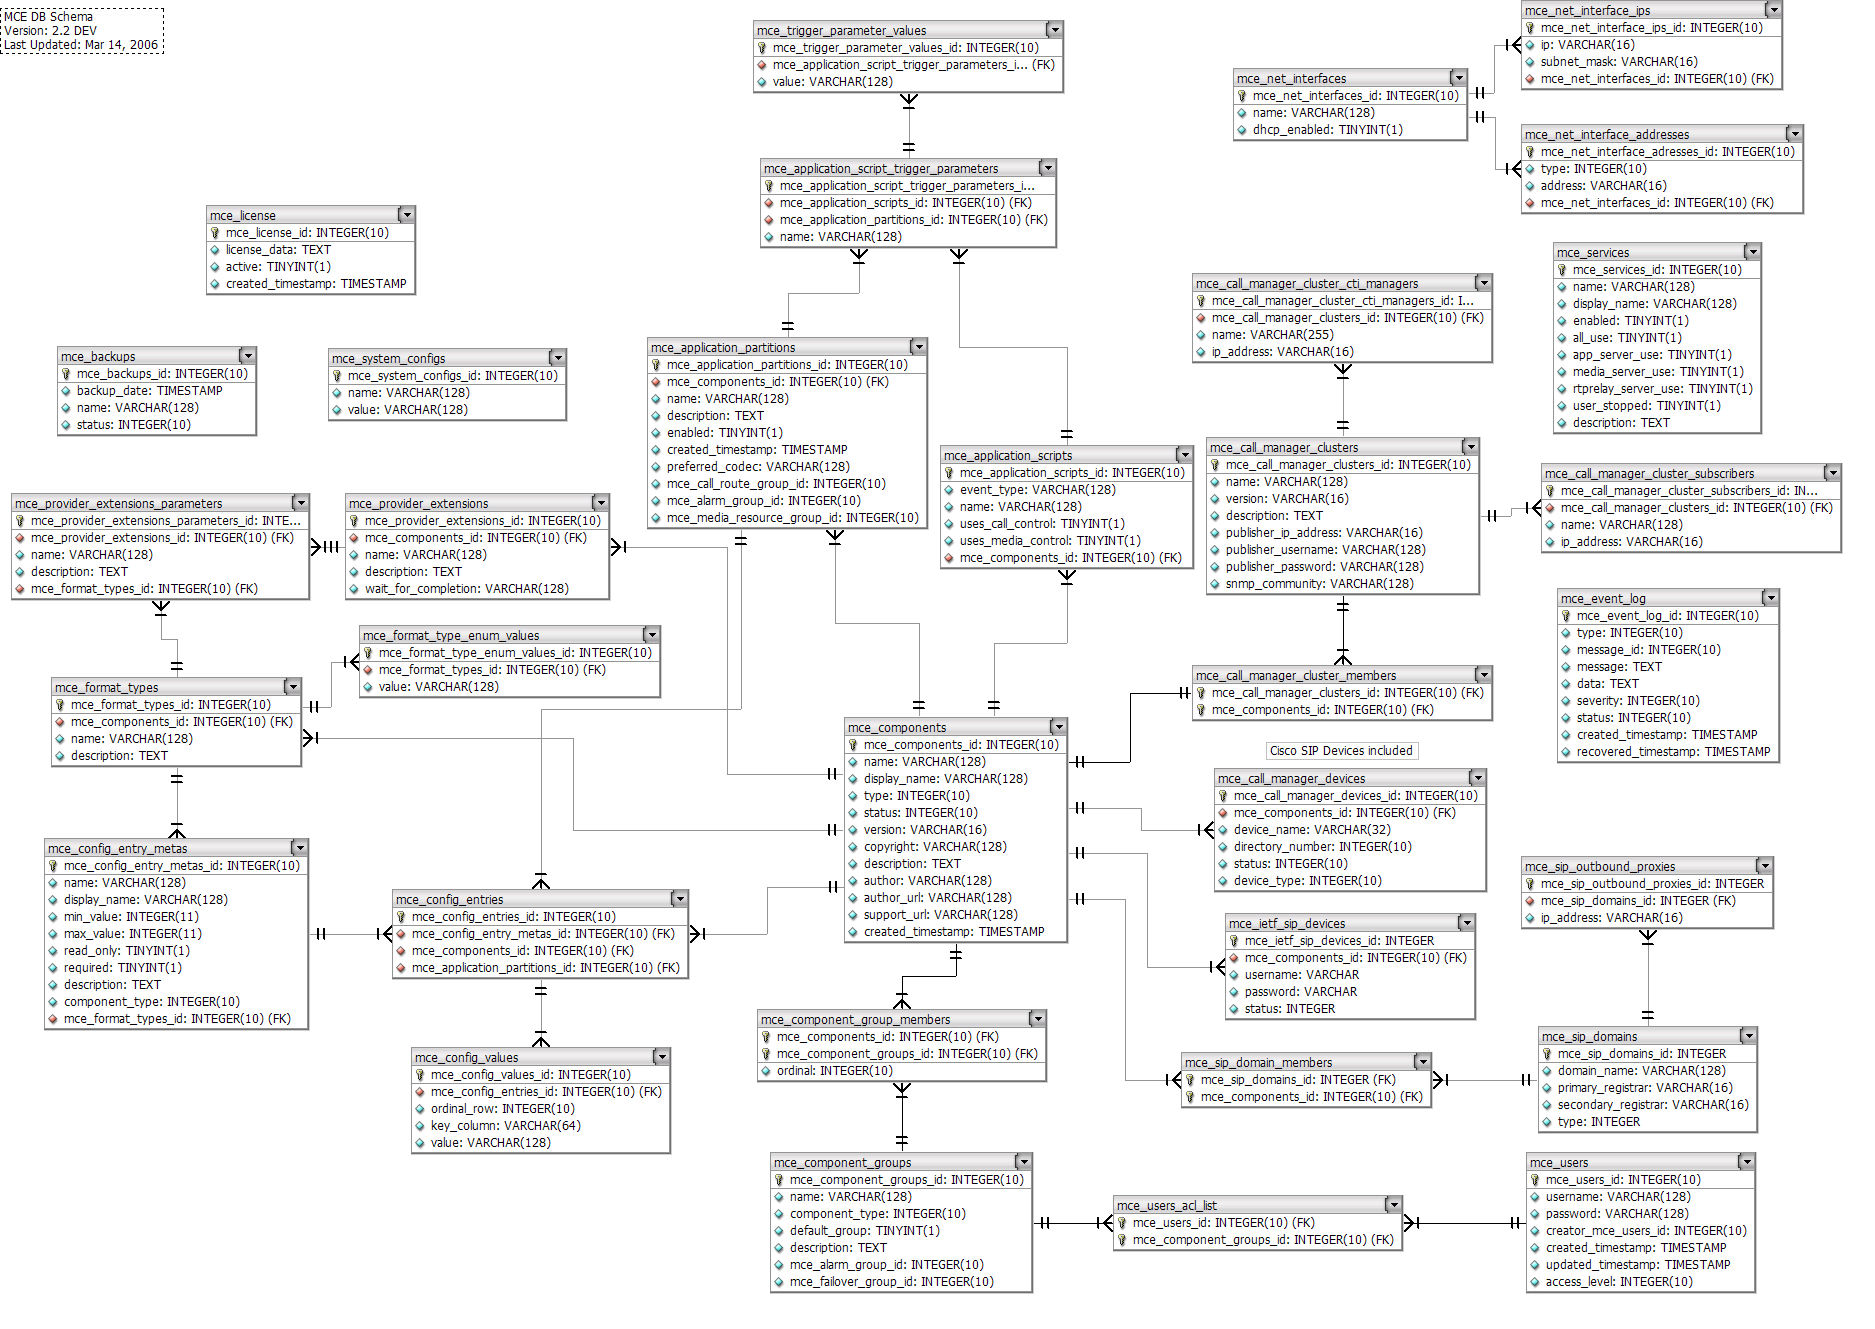 MCE DB Schema
Version: 2.2 DEV
Last Updated: Mar 14, 2006
mce_trigger_parameter_values
mce_trigger_parameter_values_id: INTEGER(10)
mce_application_script_trigger_parameters_i... (FK)
value: VARCHAR(128)
mce_net_interface_ips
mce_net_interface_ips_id: INTEGER(10)
ip: VARCHAR(16)
subnet_mask: VARCHAR(16)
mce_net_interfaces_id: INTEGER(10) (FK)
mce_net_interfaces
mce_net_interfaces_id: INTEGER(10)
name: VARCHAR(128)
dhcp_enabled: TINYINT(1)
mce_net_interface_addresses
mce_net_interface_adresses_id: INTEGER(10)
type: INTEGER(10)
address: VARCHAR(16)
mce_net_interfaces_id: INTEGER(10) (FK)
mce_application_script_trigger_parameters
mce_application_script_trigger_parameters_i...
mce_application_scripts_id: INTEGER(10) (FK)
mce_application_partitions_id: INTEGER(10) (FK)
name: VARCHAR(128)
mce_license
mce_license_id: INTEGER(10)
license_data: TEXT
active: TINYINT(1)
created_timestamp: TIMESTAMP
mce_services
mce_services_id: INTEGER(10)
name: VARCHAR(128)
display_name: VARCHAR(128)
enabled: TINYINT(1)
all_use: TINYINT(1)
app_server_use: TINYINT(1)
media_server_use: TINYINT(1)
rtprelay_server_use: TINYINT(1)
user_stopped: TINYINT(1)
description: TEXT
mce_call_manager_cluster_cti_managers
mce_call_manager_cluster_cti_managers_id: I...
mce_call_manager_clusters_id: INTEGER(10) (FK)
name: VARCHAR(255)
ip_address: VARCHAR(16)
mce_backups
mce_backups_id: INTEGER(10)
backup_date: TIMESTAMP
name: VARCHAR(128)
status: INTEGER(10)
mce_system_configs
mce_system_configs_id: INTEGER(10)
name: VARCHAR(128)
value: VARCHAR(128)
mce_application_partitions
mce_application_partitions_id: INTEGER(10)
mce_components_id: INTEGER(10) (FK)
name: VARCHAR(128)
description: TEXT
enabled: TINYINT(1)
created_timestamp: TIMESTAMP
preferred_codec: VARCHAR(128)
mce_call_route_group_id: INTEGER(10)
mce_alarm_group_id: INTEGER(10)
mce_media_resource_group_id: INTEGER(10)
mce_application_scripts
mce_application_scripts_id: INTEGER(10)
event_type: VARCHAR(128)
name: VARCHAR(128)
uses_call_control: TINYINT(1)
uses_media_control: TINYINT(1)
mce_components_id: INTEGER(10) (FK)
mce_call_manager_clusters
mce_call_manager_clusters_id: INTEGER(10)
name: VARCHAR(128)
version: VARCHAR(16)
description: TEXT
publisher_ip_address: VARCHAR(16)
publisher_username: VARCHAR(128)
publisher_password: VARCHAR(128)
snmp_community: VARCHAR(128)
mce_call_manager_cluster_subscribers
mce_call_manager_cluster_subscribers_id: IN...
mce_call_manager_clusters_id: INTEGER(10) (FK)
name: VARCHAR(128)
ip_address: VARCHAR(16)
mce_provider_extensions_parameters
mce_provider_extensions_parameters_id: INTE...
mce_provider_extensions_id: INTEGER(10) (FK)
name: VARCHAR(128)
description: TEXT
mce_format_types_id: INTEGER(10) (FK)
mce_provider_extensions
mce_provider_extensions_id: INTEGER(10)
mce_components_id: INTEGER(10) (FK)
name: VARCHAR(128)
description: TEXT
wait_for_completion: VARCHAR(128)
mce_event_log
mce_event_log_id: INTEGER(10)
type: INTEGER(10)
message_id: INTEGER(10)
message: TEXT
data: TEXT
severity: INTEGER(10)
status: INTEGER(10)
created_timestamp: TIMESTAMP
recovered_timestamp: TIMESTAMP
mce_format_type_enum_values
mce_format_type_enum_values_id: INTEGER(10)
mce_format_types_id: INTEGER(10) (FK)
value: VARCHAR(128)
mce_format_types
mce_format_types_id: INTEGER(10)
mce_components_id: INTEGER(10) (FK)
name: VARCHAR(128)
description: TEXT
mce_call_manager_cluster_members
mce_call_manager_clusters_id: INTEGER(10) (FK)
mce_components_id: INTEGER(10) (FK)
mce_components
mce_components_id: INTEGER(10)
name: VARCHAR(128)
display_name: VARCHAR(128)
type: INTEGER(10)
status: INTEGER(10)
version: VARCHAR(16)
copyright: VARCHAR(128)
description: TEXT
author: VARCHAR(128)
author_url: VARCHAR(128)
support_url: VARCHAR(128)
created_timestamp: TIMESTAMP
Cisco SIP Devices included
mce_call_manager_devices
mce_call_manager_devices_id: INTEGER(10)
mce_components_id: INTEGER(10) (FK)
device_name: VARCHAR(32)
directory_number: INTEGER(10)
status: INTEGER(10)
device_type: INTEGER(10)
mce_config_entry_metas
mce_config_entry_metas_id: INTEGER(10)
name: VARCHAR(128)
display_name: VARCHAR(128)
min_value: INTEGER(11)
max_value: INTEGER(11)
read_only: TINYINT(1)
required: TINYINT(1)
description: TEXT
component_type: INTEGER(10)
mce_format_types_id: INTEGER(10) (FK)
mce_config_entries
mce_config_entries_id: INTEGER(10)
mce_config_entry_metas_id: INTEGER(10) (FK)
mce_components_id: INTEGER(10) (FK)
mce_application_partitions_id: INTEGER(10) (FK)
mce_sip_outbound_proxies
mce_sip_outbound_proxies_id: INTEGER
mce_sip_domains_id: INTEGER (FK)
ip_address: VARCHAR(16)
mce_ietf_sip_devices
mce_ietf_sip_devices_id: INTEGER
mce_components_id: INTEGER(10) (FK)
username: VARCHAR
password: VARCHAR
status: INTEGER
mce_component_group_members
mce_components_id: INTEGER(10) (FK)
mce_component_groups_id: INTEGER(10) (FK)
ordinal: INTEGER(10)
mce_sip_domains
mce_sip_domains_id: INTEGER
domain_name: VARCHAR(128)
primary_registrar: VARCHAR(16)
secondary_registrar: VARCHAR(16)
type: INTEGER
mce_config_values
mce_config_values_id: INTEGER(10)
mce_config_entries_id: INTEGER(10) (FK)
ordinal_row: INTEGER(10)
key_column: VARCHAR(64)
value: VARCHAR(128)
mce_sip_domain_members
mce_sip_domains_id: INTEGER (FK)
mce_components_id: INTEGER(10) (FK)
mce_component_groups
mce_component_groups_id: INTEGER(10)
name: VARCHAR(128)
component_type: INTEGER(10)
default_group: TINYINT(1)
description: TEXT
mce_alarm_group_id: INTEGER(10)
mce_failover_group_id: INTEGER(10)
mce_users_acl_list
mce_users_id: INTEGER(10) (FK)
mce_component_groups_id: INTEGER(10) (FK)
mce_users
mce_users_id: INTEGER(10)
username: VARCHAR(128)
password: VARCHAR(128)
creator_mce_users_id: INTEGER(10)
created_timestamp: TIMESTAMP
updated_timestamp: TIMESTAMP
access_level: INTEGER(10)